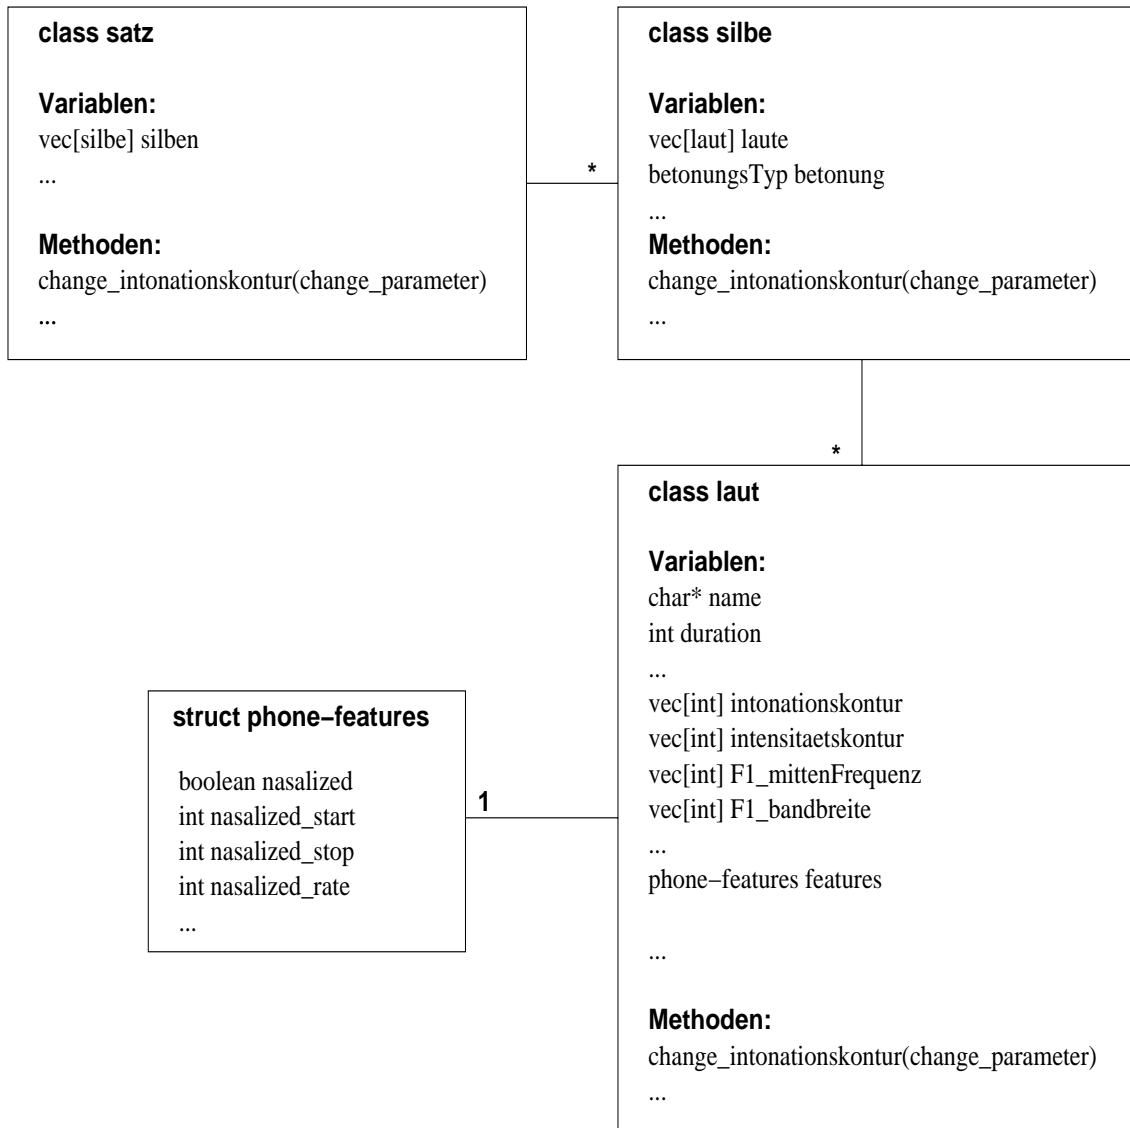 class satz
Variablen:
vec[silbe] silben
...
Methoden:
change_intonationskontur(change_parameter)
...
*
class silbe
Variablen:
vec[laut] laute
betonungsTyp betonung
...
Methoden:
change_intonationskontur(change_parameter)
...
*
class laut
Variablen:
char* name
int duration
...
vec[int] intonationskontur
vec[int] intensitaetskontur
vec[int] F1_mittenFrequenz
vec[int] F1_bandbreite
...
phone−features features
...
Methoden:
change_intonationskontur(change_parameter)
...
struct phone−features
boolean nasalized
int nasalized_start
int nasalized_stop
int nasalized_rate
...
1